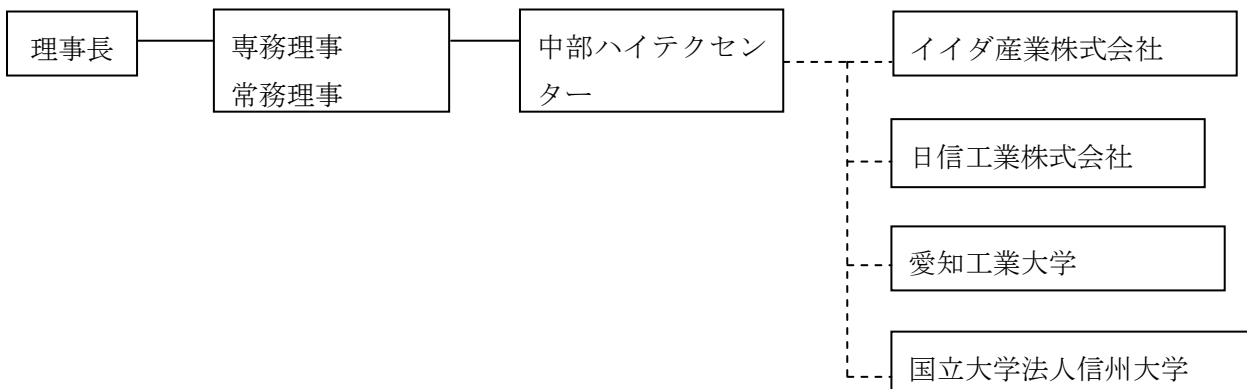 理事長
専務理事
常務理事
中部ハイテクセン
ター
イイダ産業株式会社
日信工業株式会社
愛知工業大学
国立大学法人信州大学